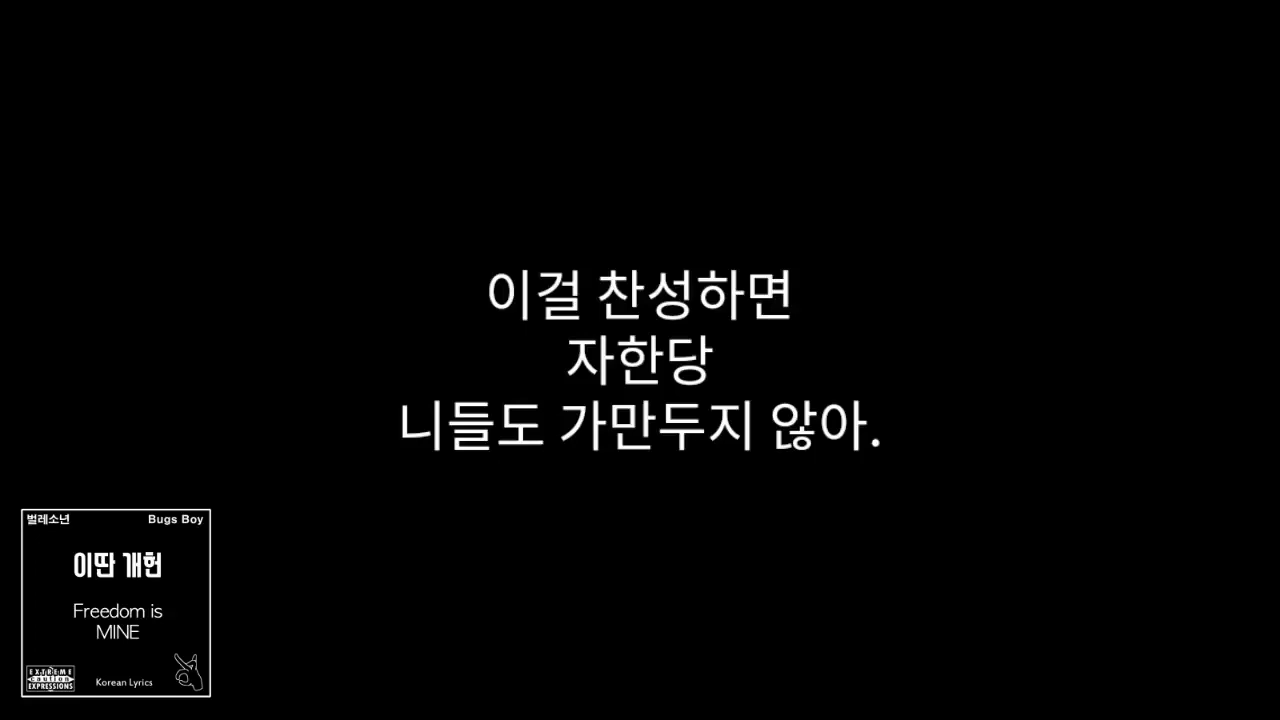 이걸 찬성하면
자한당
니들도 가만두지 않아.
벌레소년 Bugs Boy
이딴 개헌
Freedom is
MINE
EXTREME
caution
EXPRESSIONS
Korean Lyrics